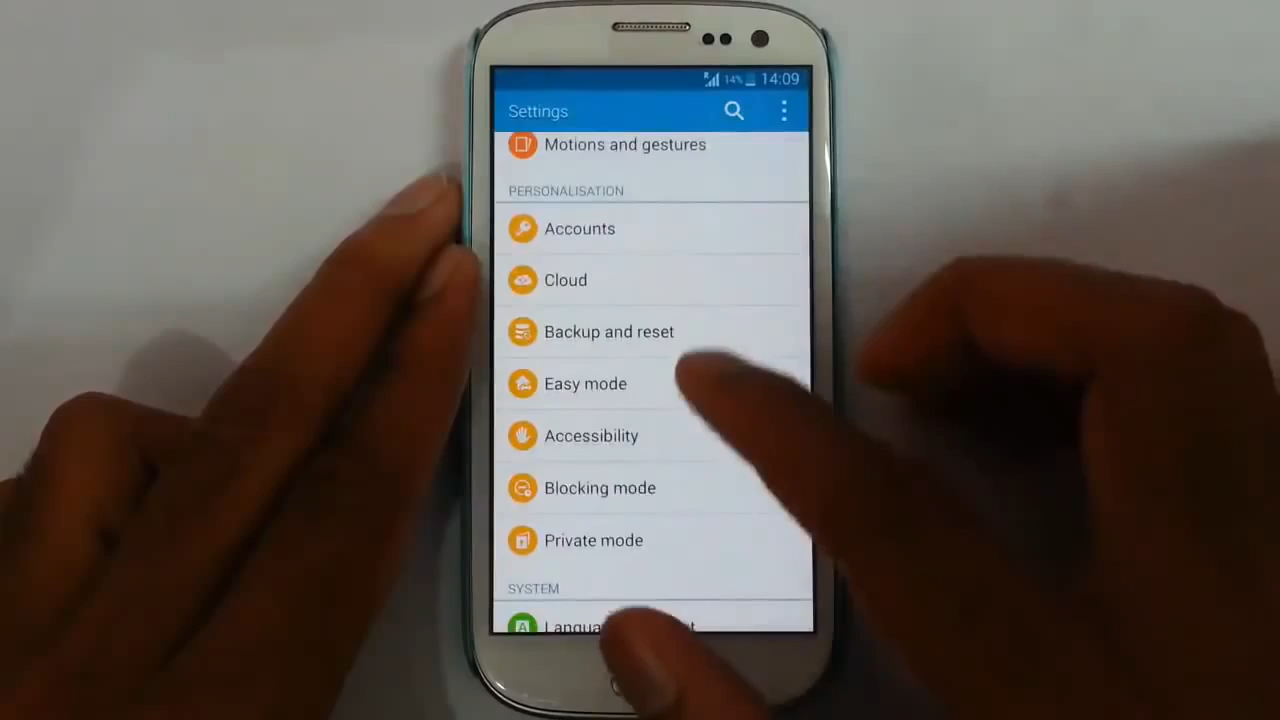 14% 14:09
Settings
Motions and gestures
PERSONALISATION
Accounts
Cloud
Backup and reset
Easy mode
Accessibility
Blocking mode
Private mode
SYSTEM